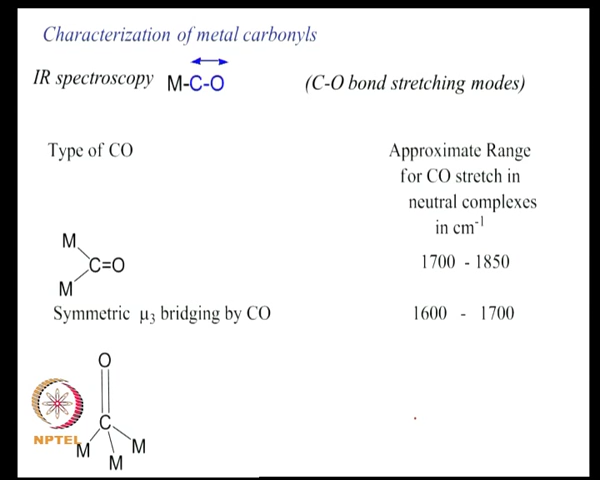 Characterization of metal carbonyls
IR spectroscopy M-C-O (C-O bond stretching modes)
Type of CO Approximate Range
for CO stretch in
neutral complexes
in cm-1
M
C=O 1700 - 1850
M
Symmetric μ3 bridging by CO 1600 - 1700
O
C
NPTEL
M M
M